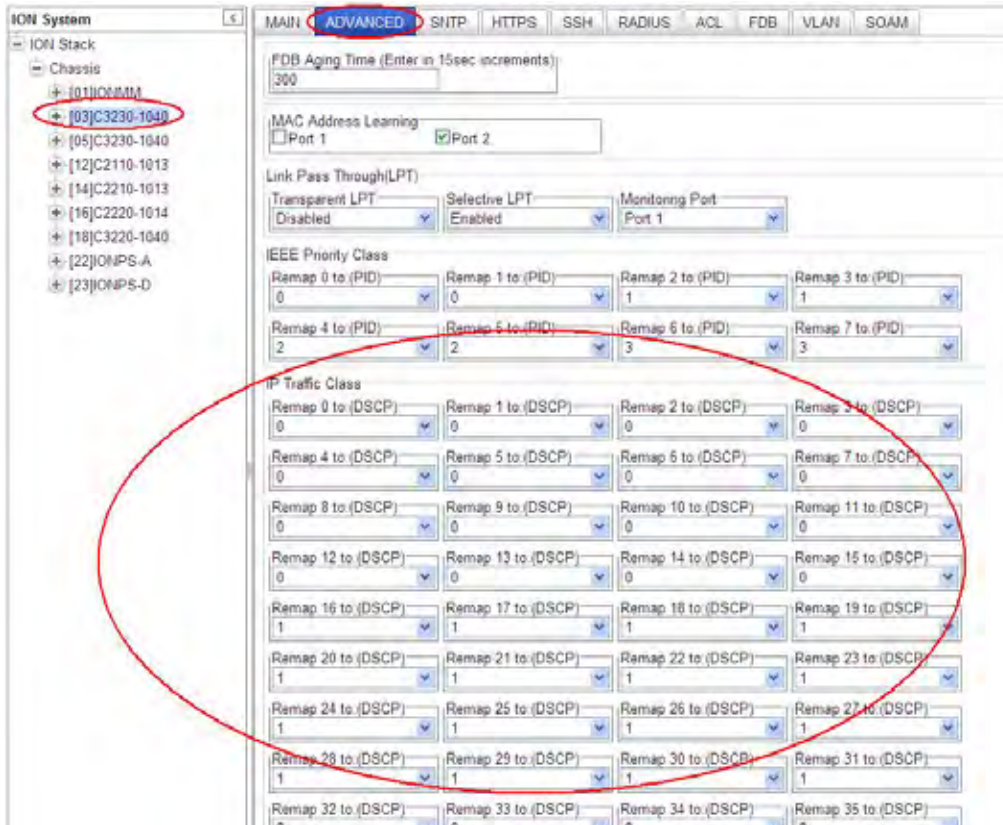 ION System
MAIN ADVANCED SNTP HTTPS SSH RADIUS ACL FDB VLAN SOAM
ION Stack
Chassis
[01]IONMM
[03]C3230-1040
[05]C3230-1040
[12]C2110-1013
[14]C2210-1013
[16]C2220-1014
[18]C3220-1040
[22]IONPS-A
[23]IONPS-D
FDB Aging Time (Enter in 15sec increments)
300
MAC Address Learning
Port 1 Port 2
Link Pass Through(LPT)
Transparent LPT Selective LPT Monitoring Port
Disabled Enabled Port 1
IEEE Priority Class
Remap 0 to (PID) Remap 1 to (PID) Remap 2 to (PID) Remap 3 to (PID)
0 0 1 1
Remap 4 to (PID) Remap 5 to (PID) Remap 6 to (PID) Remap 7 to (PID)
2 2 3 3
IP Traffic Class
Remap 0 to (DSCP) Remap 1 to (DSCP) Remap 2 to (DSCP) Remap 3 to (DSCP)
0 0 0 0
Remap 4 to (DSCP) Remap 5 to (DSCP) Remap 6 to (DSCP) Remap 7 to (DSCP)
0 0 0 0
Remap 8 to (DSCP) Remap 9 to (DSCP) Remap 10 to (DSCP) Remap 11 to (DSCP)
0 0 0 0
Remap 12 to (DSCP) Remap 13 to (DSCP) Remap 14 to (DSCP) Remap 15 to (DSCP)
0 0 0 0
Remap 16 to (DSCP) Remap 17 to (DSCP) Remap 18 to (DSCP) Remap 19 to (DSCP)
1 1 1 1
Remap 20 to (DSCP) Remap 21 to (DSCP) Remap 22 to (DSCP) Remap 23 to (DSCP)
1 1 1 1
Remap 24 to (DSCP) Remap 25 to (DSCP) Remap 26 to (DSCP) Remap 27 to (DSCP)
1 1 1 1
Remap 28 to (DSCP) Remap 29 to (DSCP) Remap 30 to (DSCP) Remap 31 to (DSCP)
1 1 1 1
Remap 32 to (DSCP) Remap 33 to (DSCP) Remap 34 to (DSCP) Remap 35 to (DSCP)